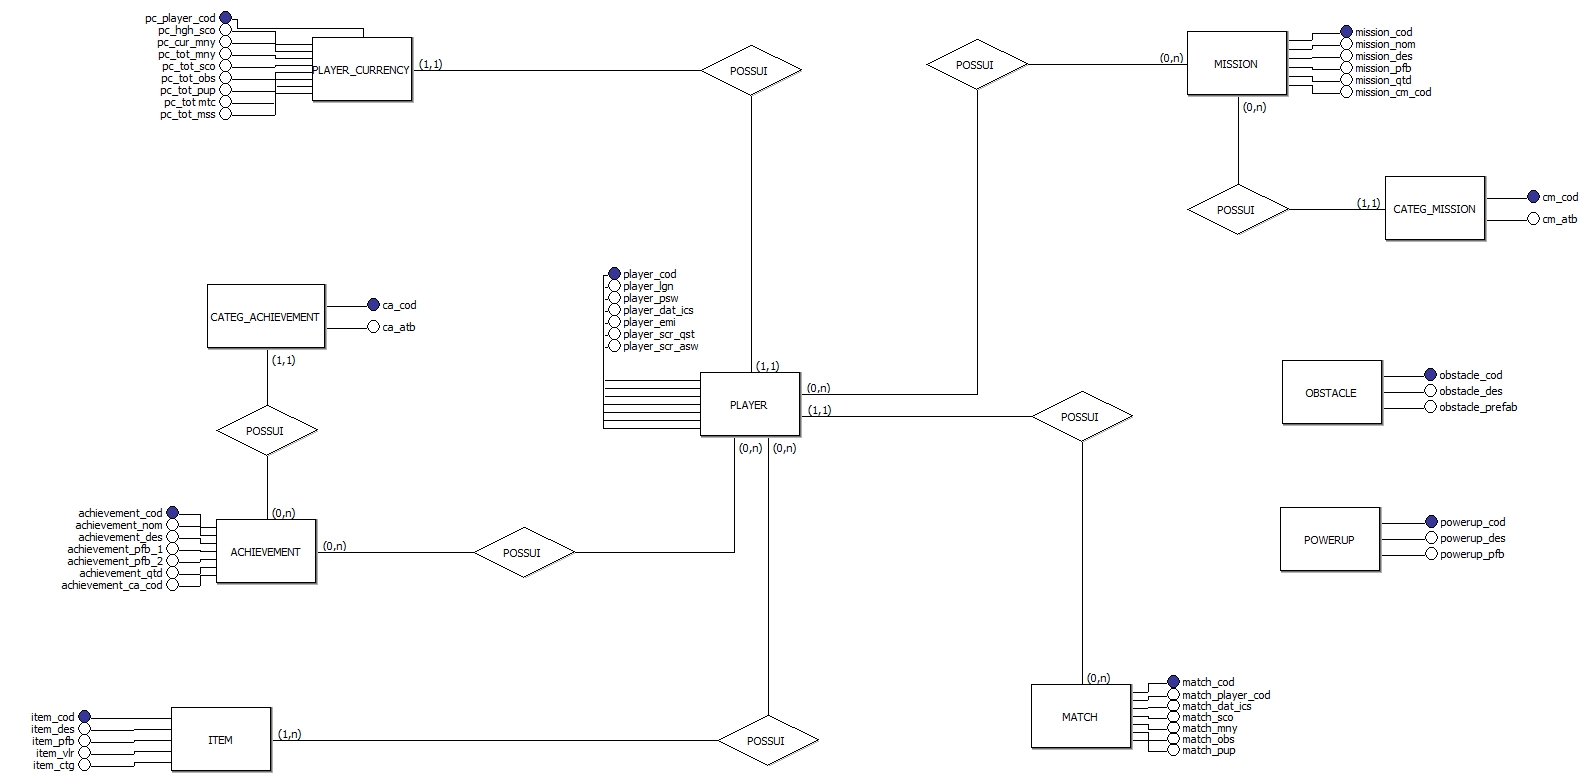 pc_player_cod
pc_hgh_sco
pc_cur_mny
pc_tot_mny
pc_tot_sco
pc_tot_obs
pc_tot_pup
pc_tot mtc
pc_tot_mss
PLAYER_CURRENCY
(1,1)
POSSUI
(1,1)
POSSUI
(0,n)
(0,n)
MISSION
mission_cod
mission_nom
mission_des
mission_pfb
mission_qtd
mission_cm_cod
(0,n)
POSSUI
(1,1)
CATEG_MISSION
cm_cod
cm_atb
player_cod
player_lgn
player_psw
player_dat_ics
player_emi
player_scr_qst
player_scr_asw
PLAYER
(1,1)
POSSUI
(0,n)
(0,n)
(0,n)
CATEG_ACHIEVEMENT
ca_cod
ca_atb
(1,1)
POSSUI
(0,n)
achievement_cod
achievement_nom
achievement_des
achievement_pfb_1
achievement_pfb_2
achievement_qtd
achievement_ca_cod
ACHIEVEMENT
(0,n)
POSSUI
OBSTACLE
obstacle_cod
obstacle_des
obstacle_prefab
POWERUP
powerup_cod
powerup_des
powerup_pfb
item_cod
item_des
item_pfb
item_vlr
item_ctg
ITEM
(1,n)
POSSUI
MATCH
match_cod
match_player_cod
match_dat_ics
match_sco
match_mny
match_obs
match_pup